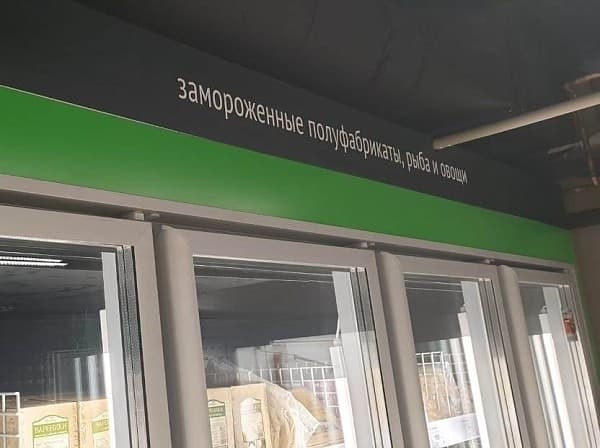 замороженные полуфабрикаты, рыба и овощи